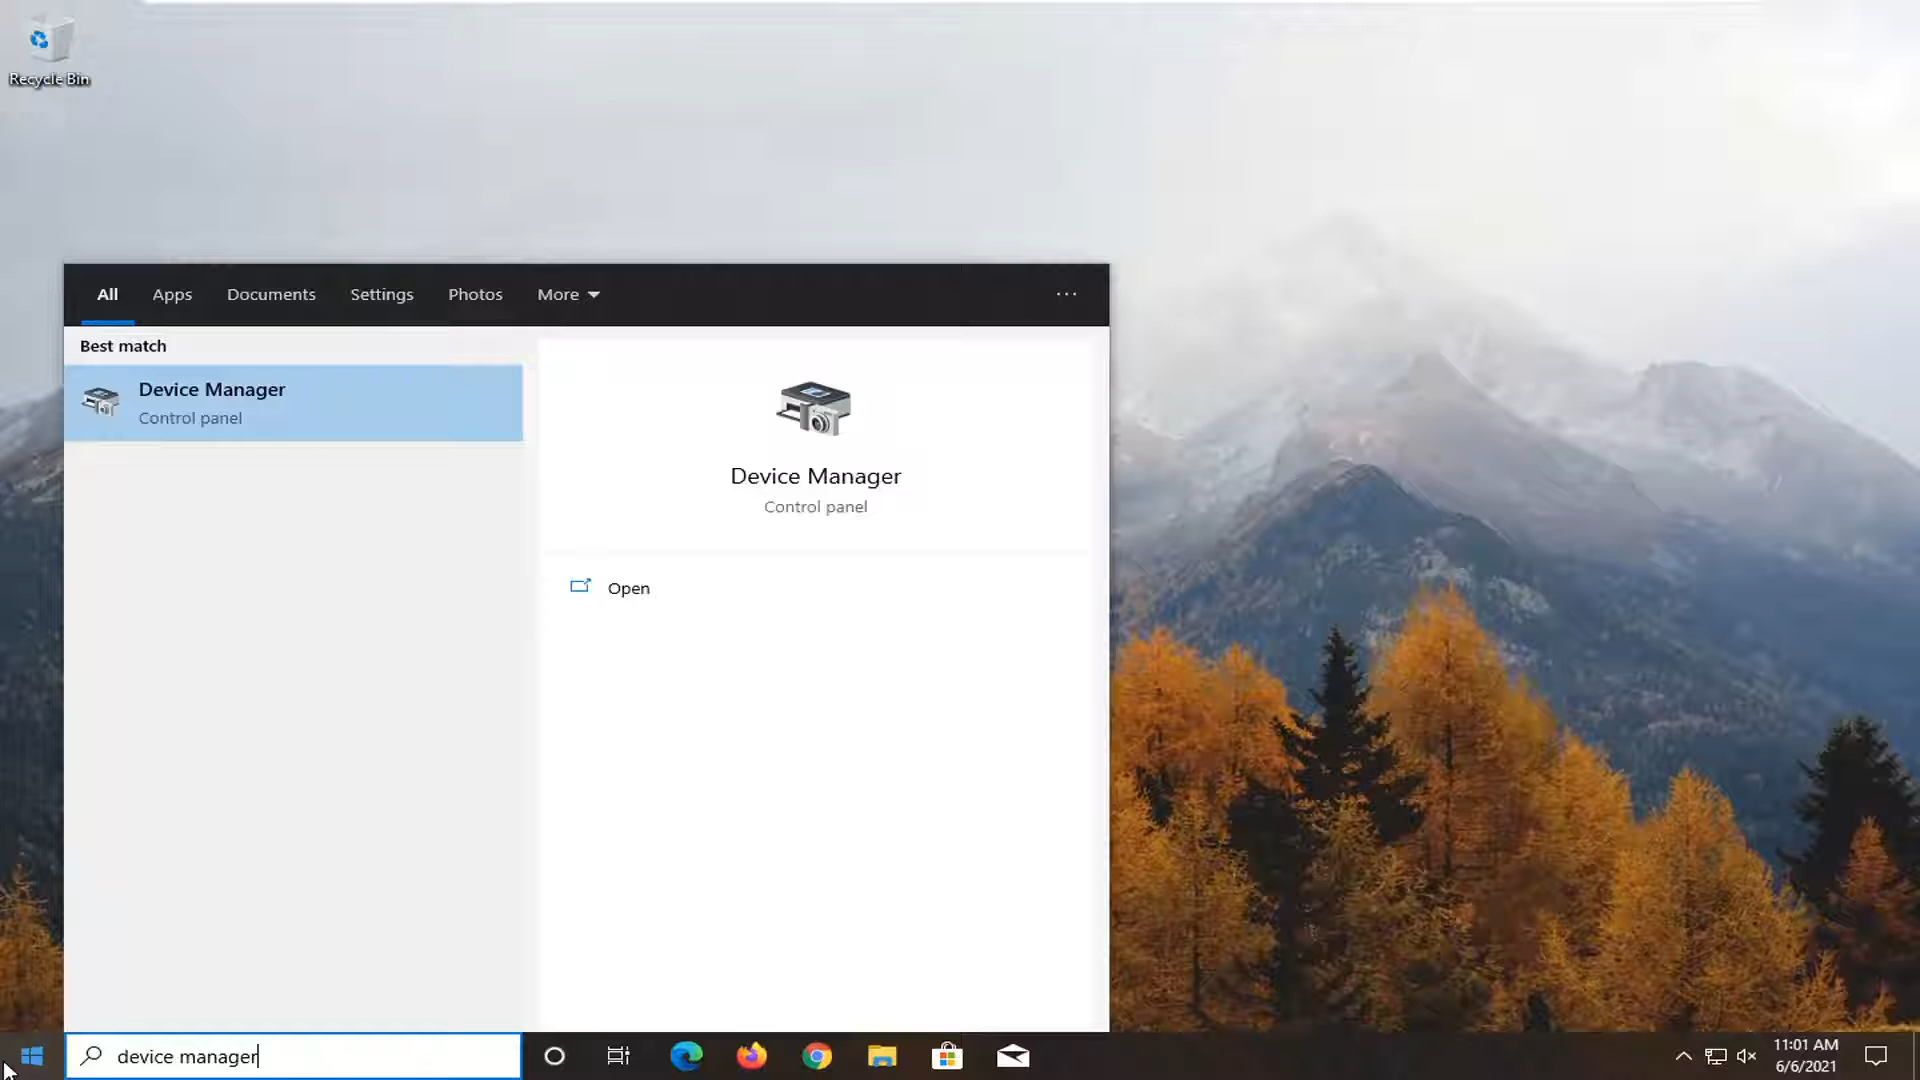 Recycle Bin
All Apps Documents Settings Photos More ...
Best match
Device Manager
Control panel
Device Manager
Control panel
Open
device manager
11:01 AM
6/6/2021